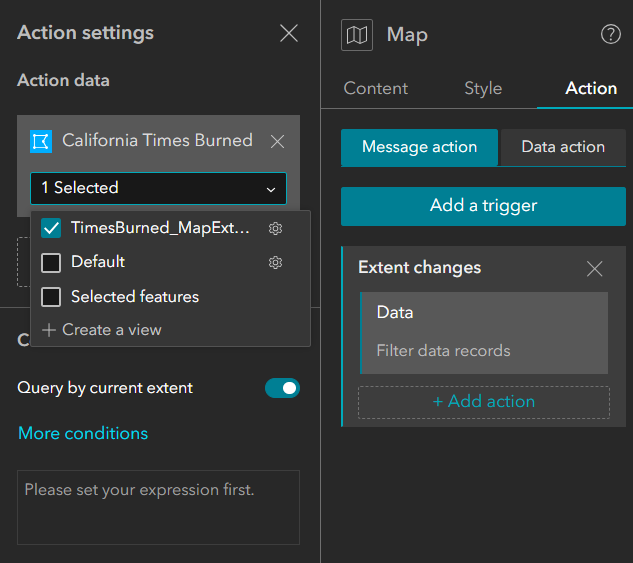 Action settings
Action data
California Times Burned
1 Selected
TimesBurned_MapExt...
Default
Selected features
+ Create a view
C
Query by current extent
More conditions
Please set your expression first.
Map
?
Content
Style
Action
Message action
Data action
Add a trigger
Extent changes
Data
Filter data records
+ Add action